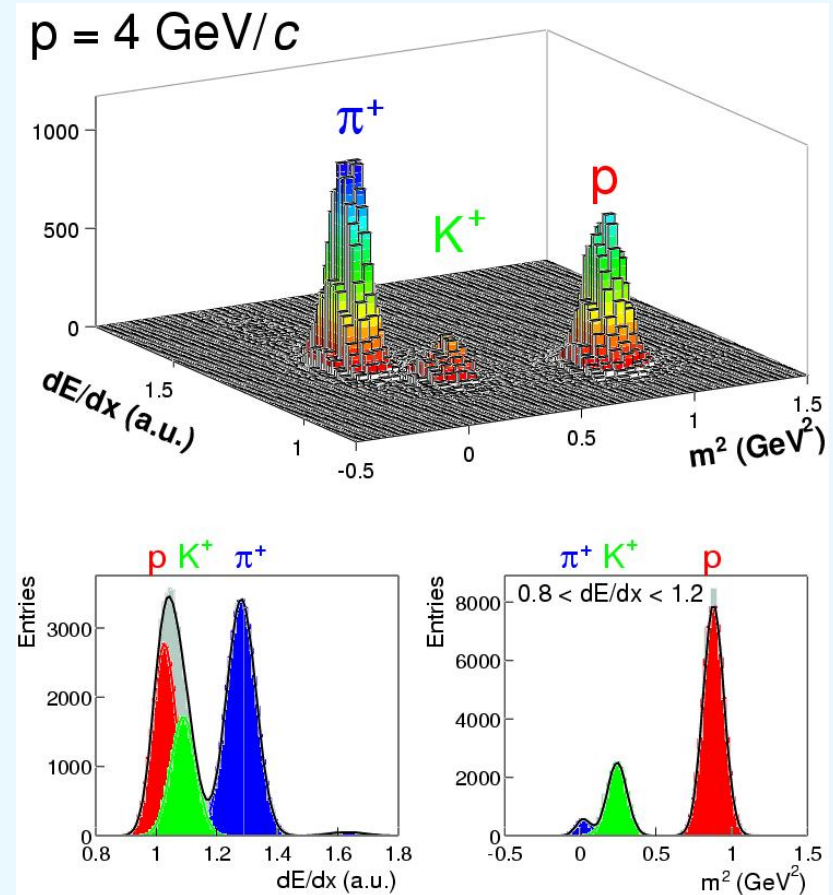 p = 4 GeV/c
π⁺
K⁺
p
1000
500
0
dE/dx (a.u.)
1.5
1
-0.5
0
0.5
1
1.5
m² (GeV²)
p K⁺ π⁺
Entries
3000
2000
1000
0
0.8 1 1.2 1.4 1.6 1.8
dE/dx (a.u.)
π⁺ K⁺ p
Entries
0.8 < dE/dx < 1.2
8000
6000
4000
2000
0
-0.5 0 0.5 1 1.5
m² (GeV²)